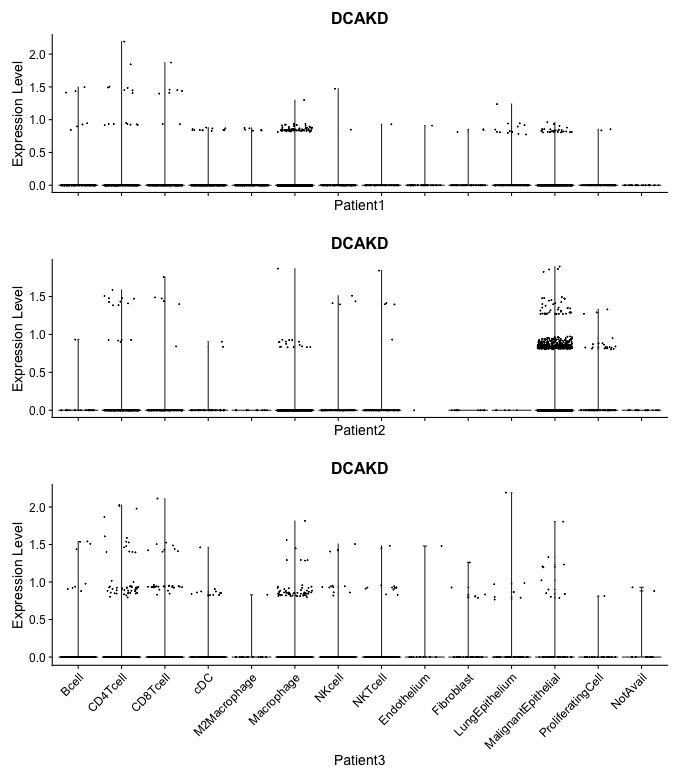 DCAKD
Expression Level
2.0
1.5
1.0
0.5
0.0
Patient1
DCAKD
Expression Level
1.5
1.0
0.5
0.0
Patient2
DCAKD
Expression Level
2.0
1.5
1.0
0.5
0.0
Bcell
CD4Tcell
CD8Tcell
cDC
M2Macrophage
Macrophage
NKcell
NKTcell
Endothelium
Fibroblast
LungEpithelium
MalignantEpithelial
ProliferatingCell
NotAvail
Patient3